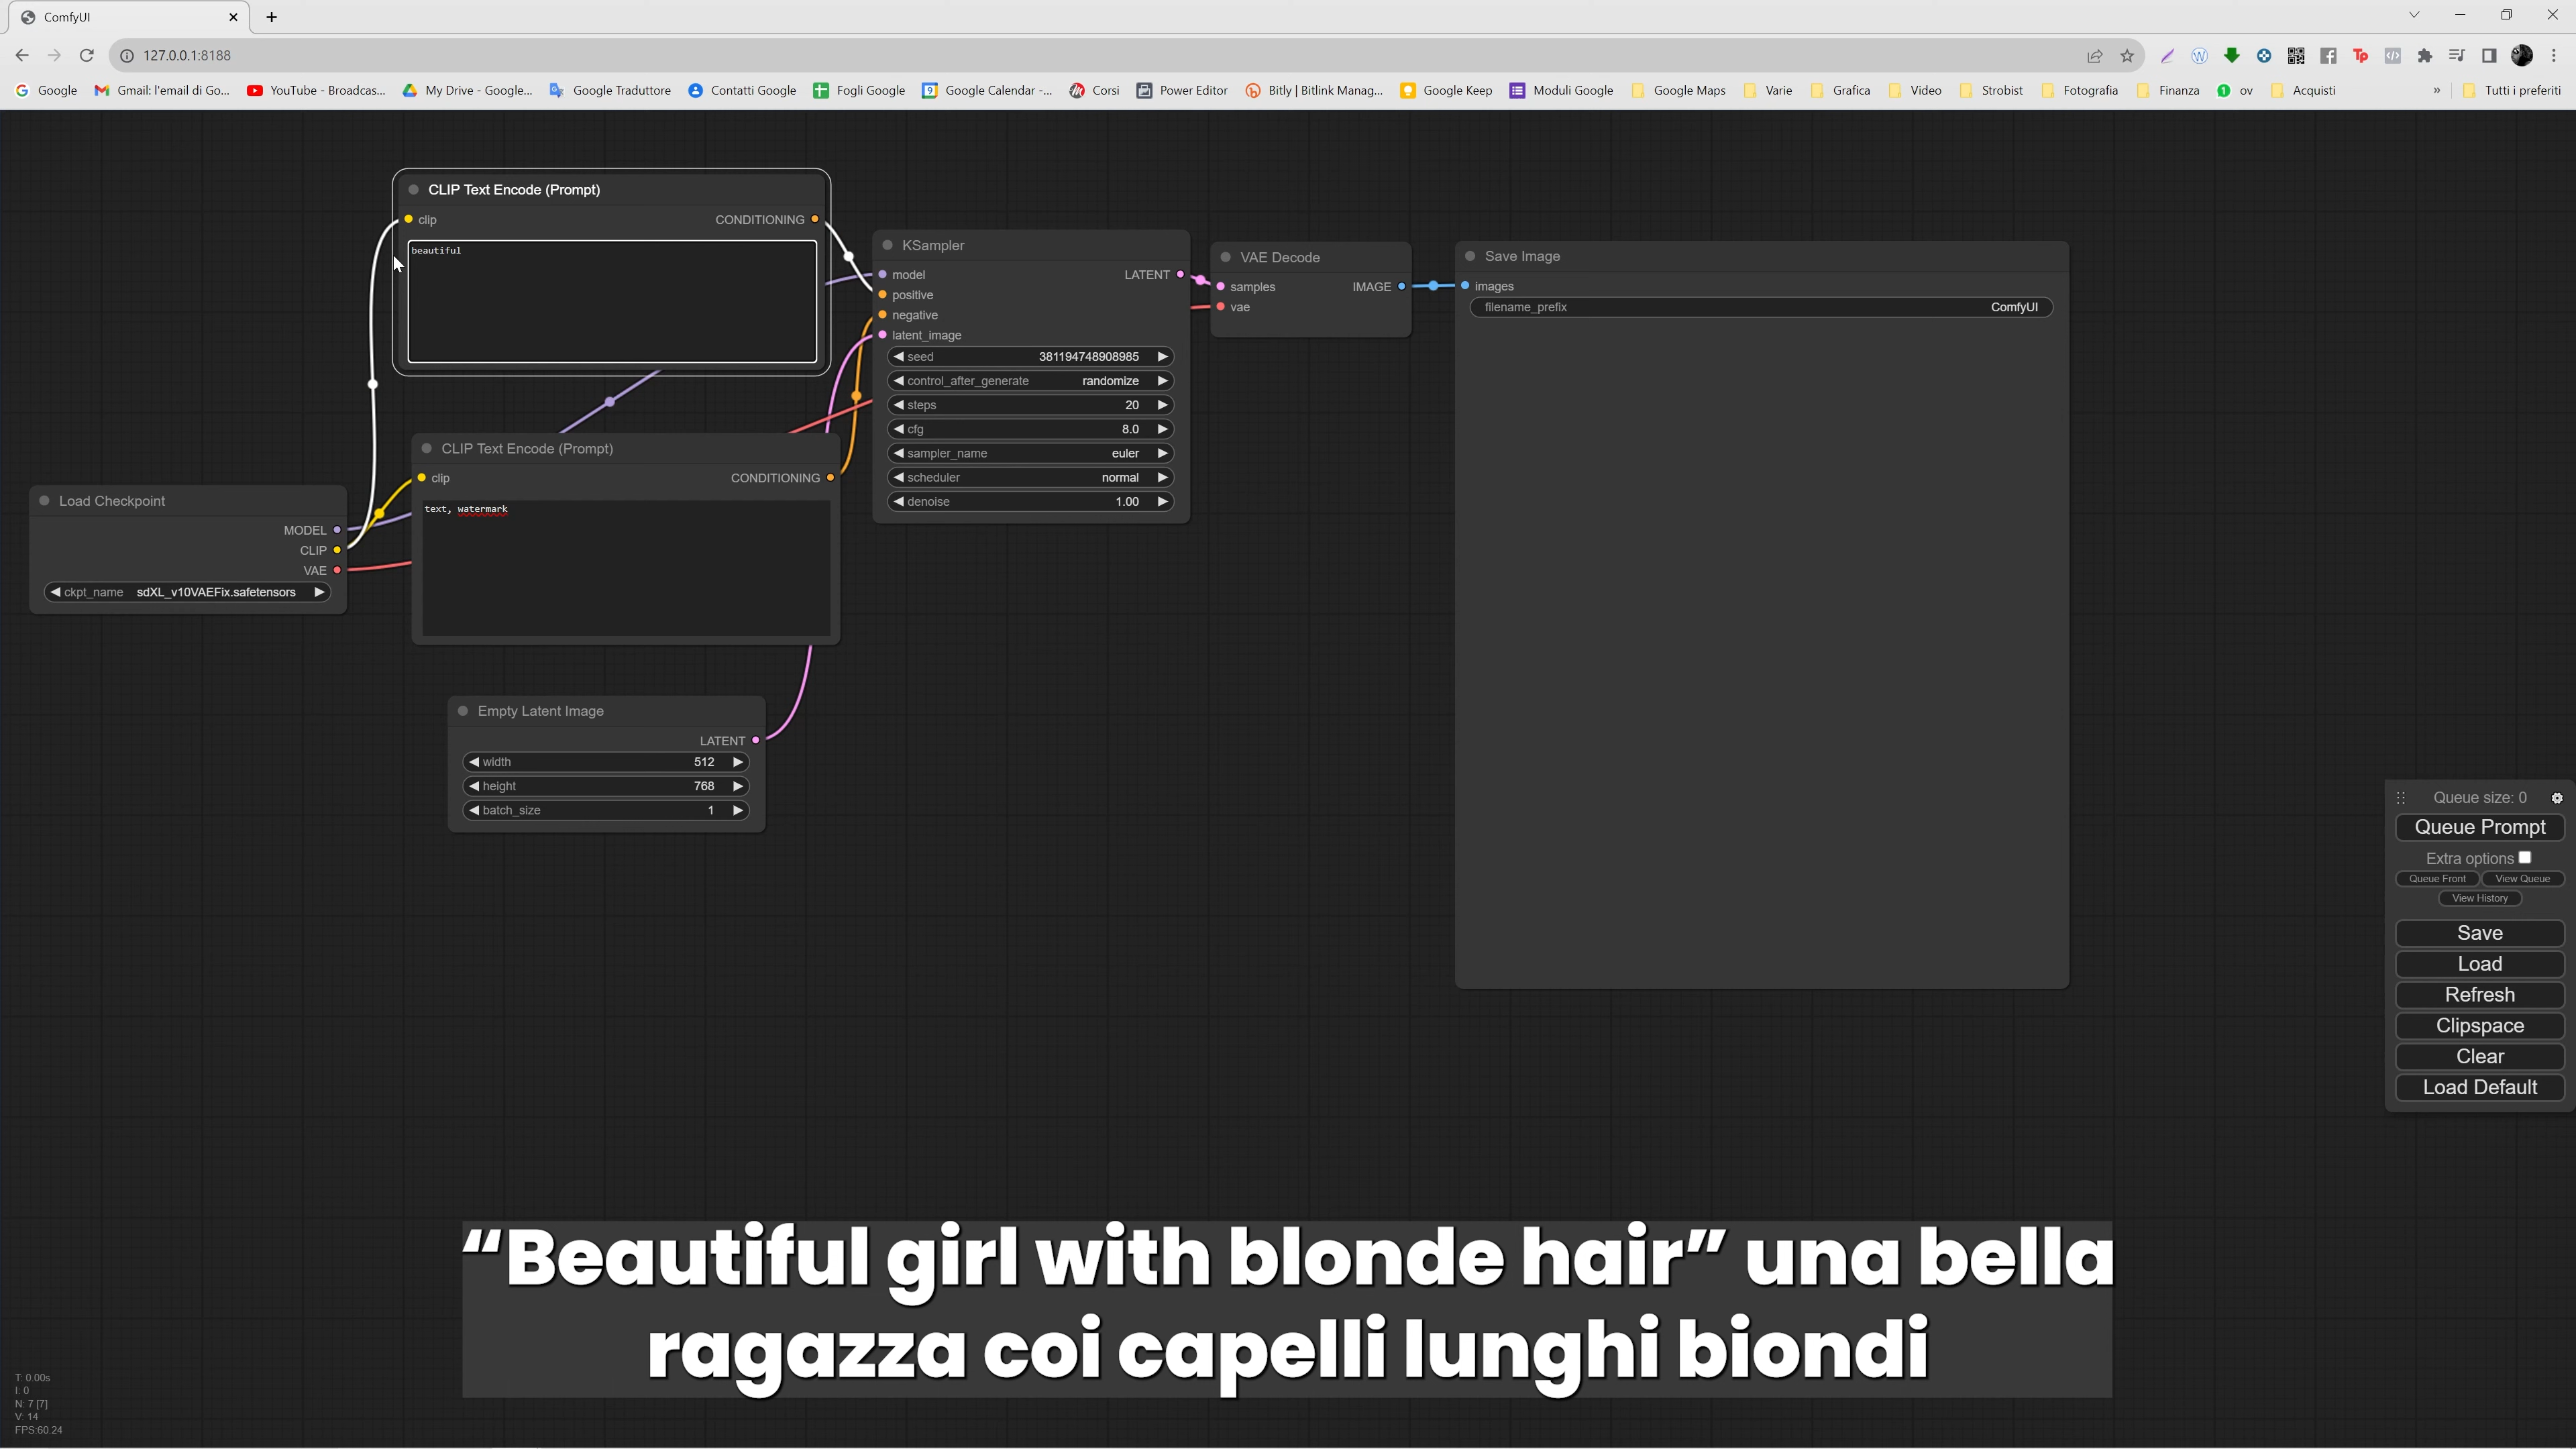 ComfyUI
127.0.0.1:8188
Google
Gmail: l'email di Go...
YouTube - Broadcas...
My Drive - Google...
Google Traduttore
Contatti Google
Fogli Google
Google Calendar -...
Corsi
Power Editor
Bitly | Bitlink Manag...
Google Keep
Moduli Google
Google Maps
Varie
Grafica
Video
Strobist
Fotografia
Finanza
ov
Acquisti
»
Tutti i preferiti
CLIP Text Encode (Prompt)
clip
CONDITIONING
beautiful
KSampler
model
LATENT
positive
negative
latent_image
seed 381194748908985
control_after_generate randomize
steps 20
cfg 8.0
sampler_name euler
scheduler normal
denoise 1.00
VAE Decode
samples
IMAGE
vae
Save Image
images
filename_prefix ComfyUI
CLIP Text Encode (Prompt)
clip
CONDITIONING
text, watermark
Load Checkpoint
MODEL
CLIP
VAE
ckpt_name sdXL_v10VAEFix.safetensors
Empty Latent Image
LATENT
width 512
height 768
batch_size 1
Queue size: 0
Queue Prompt
Extra options
Queue Front
View Queue
View History
Save
Load
Refresh
Clipspace
Clear
Load Default
“Beautiful girl with blonde hair” una bella
ragazza coi capelli lunghi biondi
T: 0.00s
I: 0
N: 7 [7]
V: 14
FPS:60.24